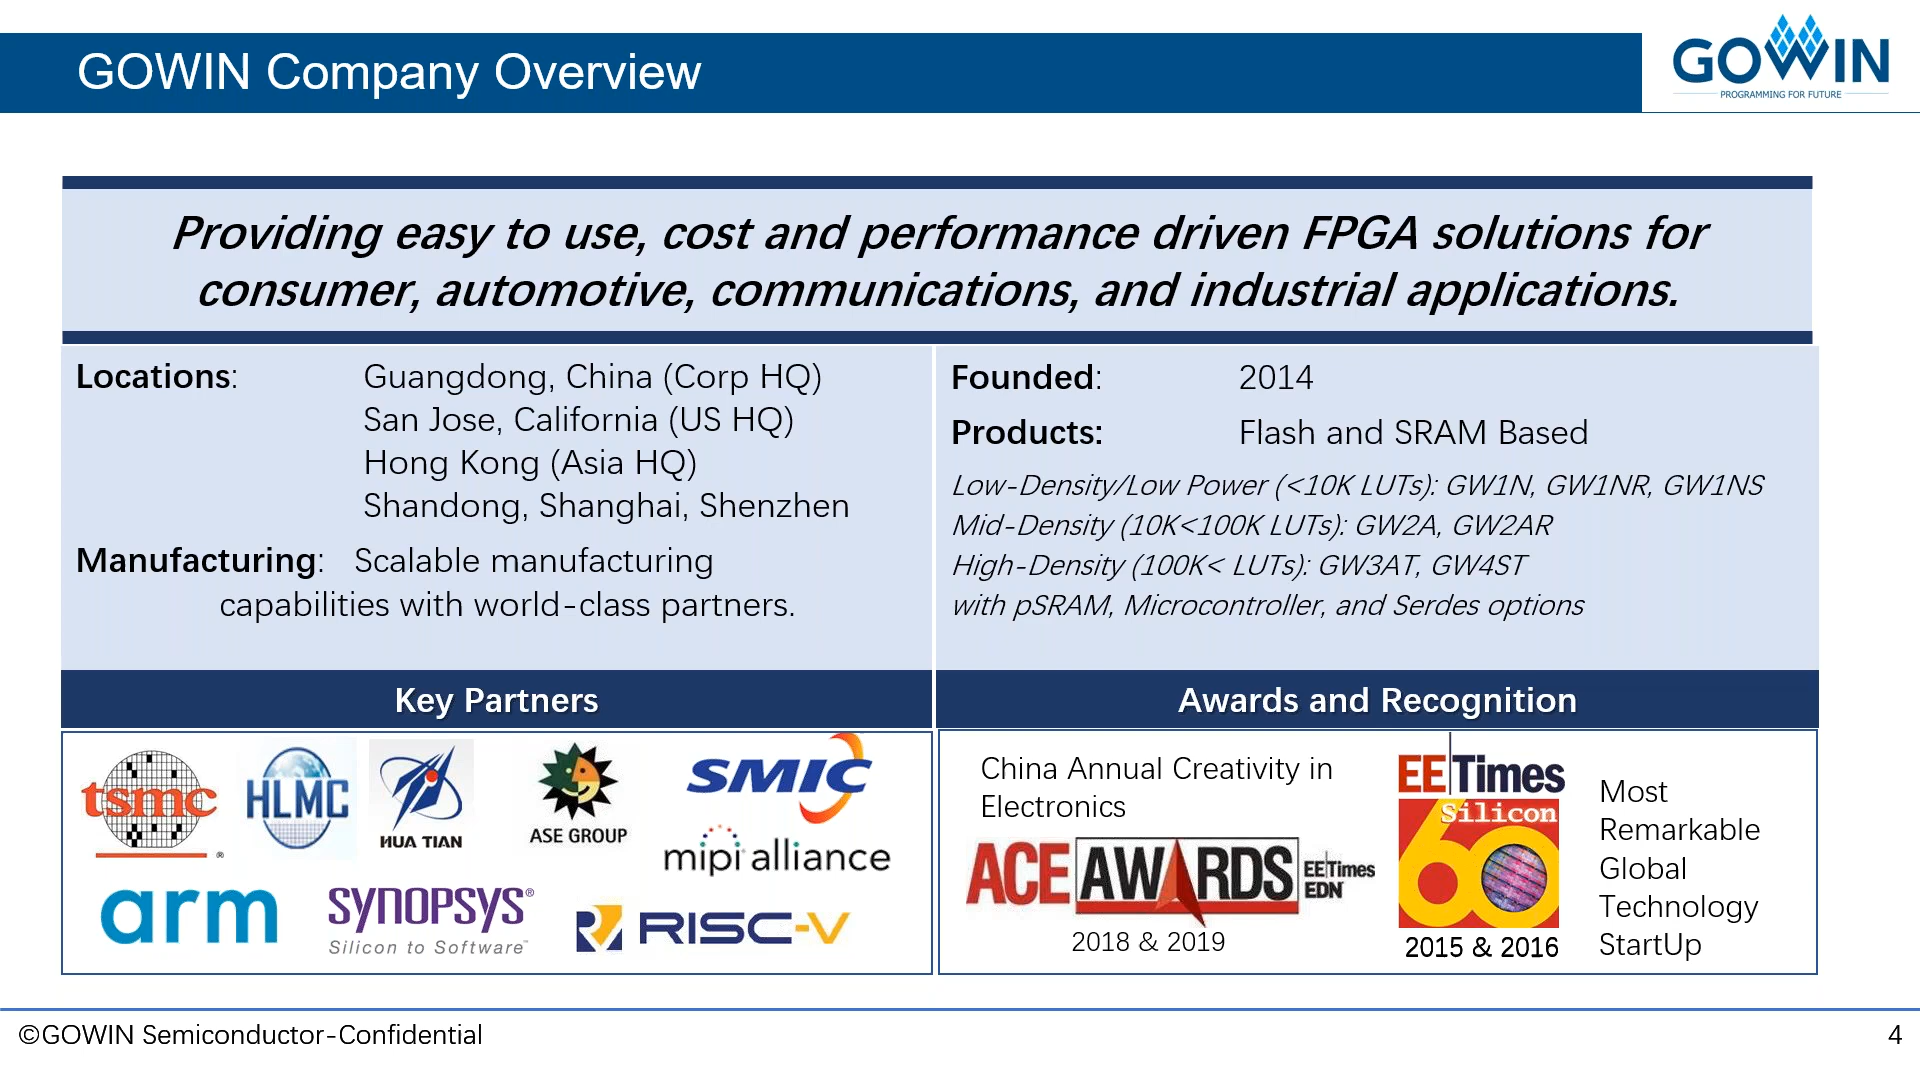 GOWIN Company Overview
GOWIN
PROGRAMMING FOR FUTURE
Providing easy to use, cost and performance driven FPGA solutions for
consumer, automotive, communications, and industrial applications.
Locations: Guangdong, China (Corp HQ)
San Jose, California (US HQ)
Hong Kong (Asia HQ)
Shandong, Shanghai, Shenzhen
Manufacturing: Scalable manufacturing
capabilities with world-class partners.
Founded: 2014
Products: Flash and SRAM Based
Low-Density/Low Power (<10K LUTs): GW1N, GW1NR, GW1NS
Mid-Density (10K<100K LUTs): GW2A, GW2AR
High-Density (100K< LUTs): GW3AT, GW4ST
with pSRAM, Microcontroller, and Serdes options
Key Partners
tsmc ®
HLMC
HUA TIAN
ASE GROUP
SMIC
mipi alliance
arm
SYNOPSYS®
Silicon to Software™
RISC-V
Awards and Recognition
China Annual Creativity in
Electronics
ACE AWARDS
EE|Times
EDN
2018 & 2019
EE|Times
Silicon
60
2015 & 2016
Most
Remarkable
Global
Technology
StartUp
©GOWIN Semiconductor-Confidential
4